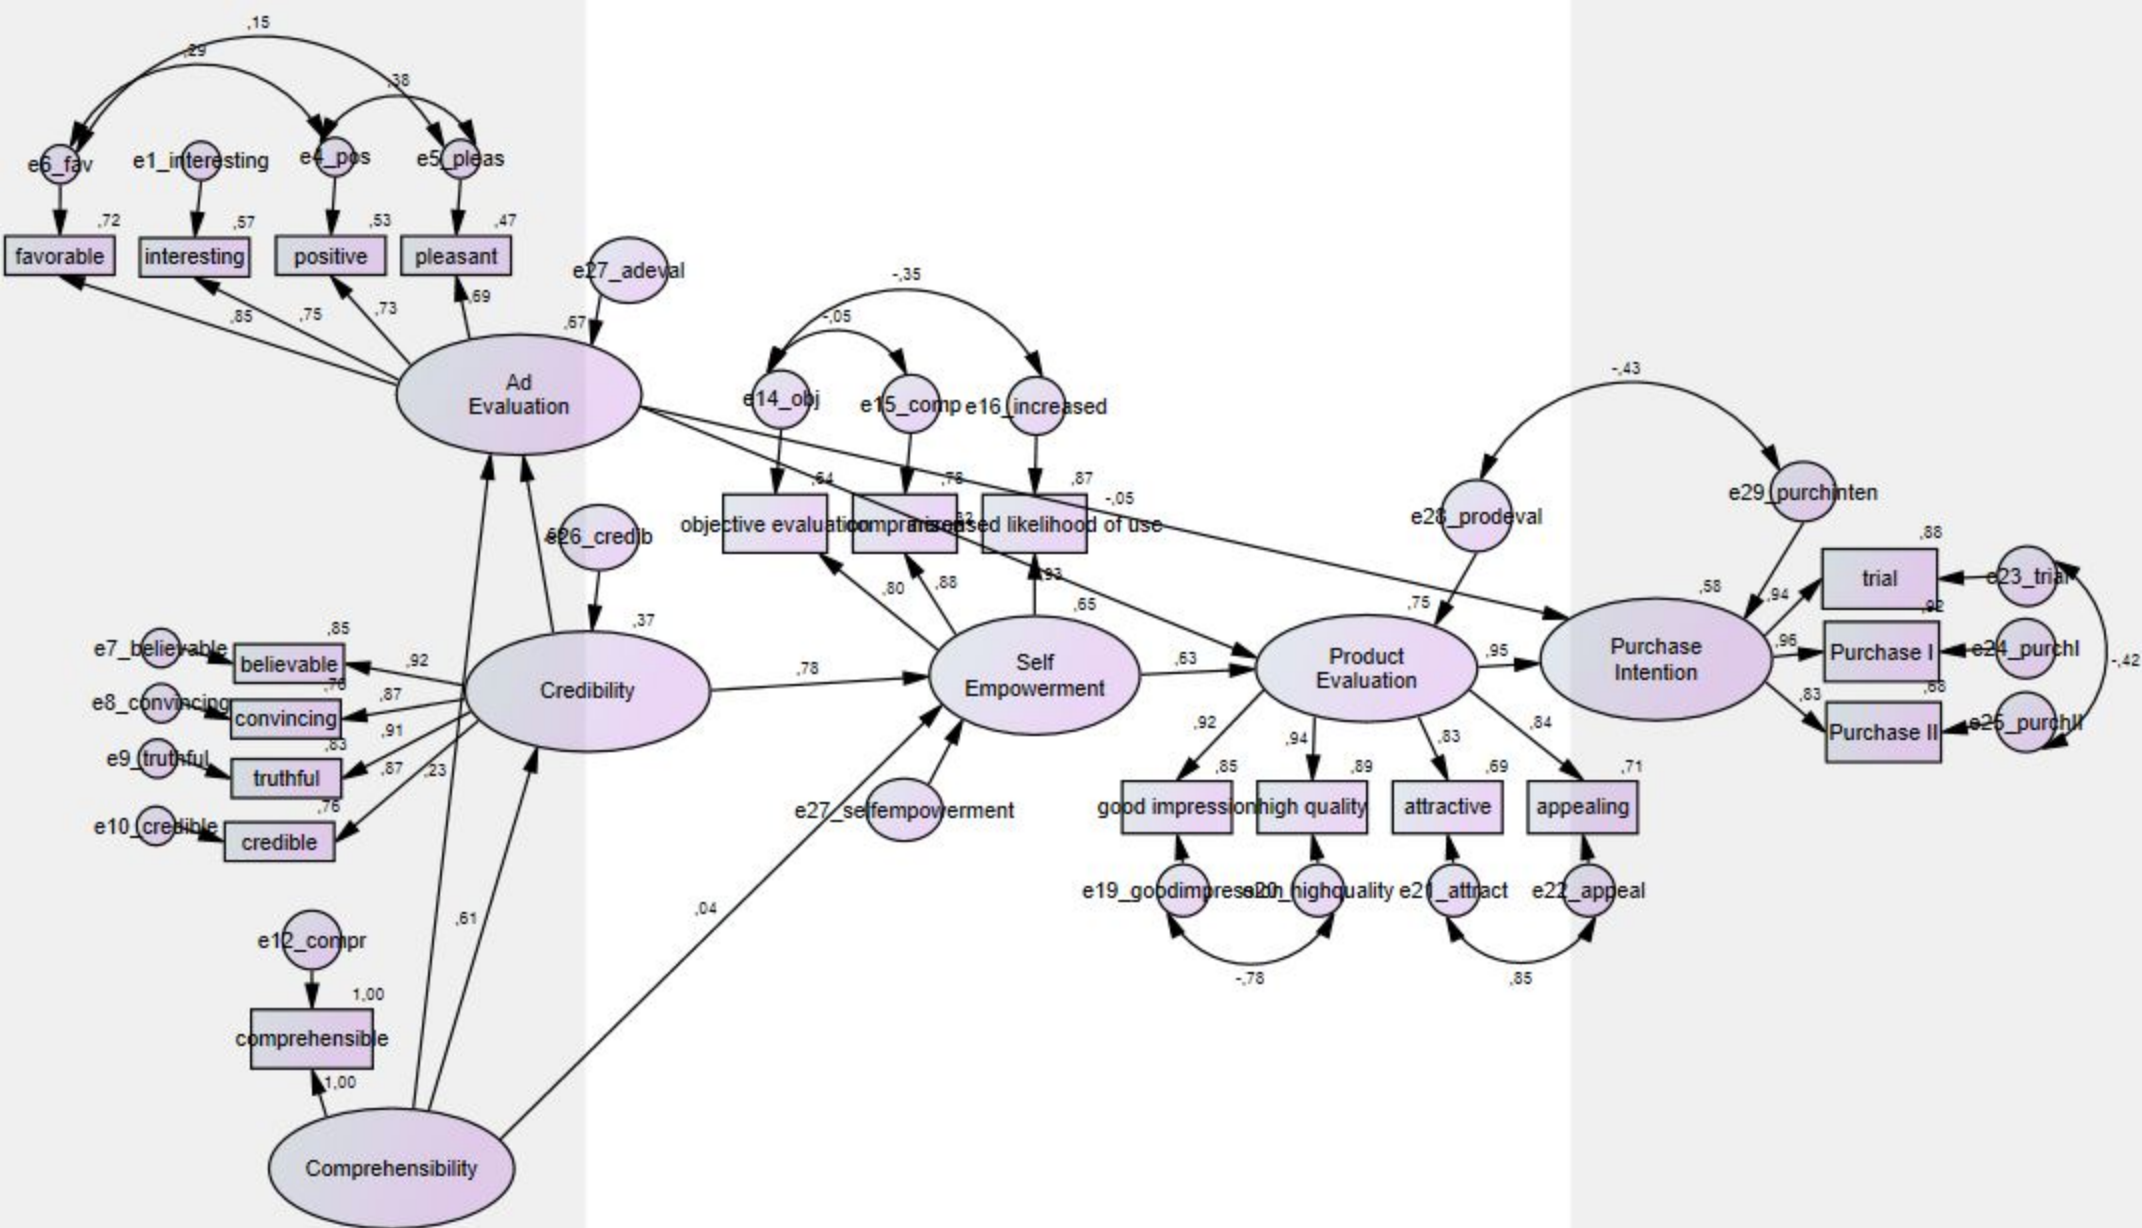 ,15
,29
,38
e6_fav
e1_interesting
e4_pos
e5_pleas
,72
,57
,53
,47
favorable
interesting
positive
pleasant
,85
,75
,73
,69
e27_adeval
,67
Ad
Evaluation
-,35
-,05
e14_obj
e15_comp
e16_increased
,64
,78
,87
objective evaluation
likelihood of use
-,05
,80
,88
,93
e26_credib
,37
-,43
e28_prodeval
e29_purchinten
,75
,58
,88
trial
e23_trial
,94
,92
Purchase I
e24_purchI
,96
,68
Purchase II
e25_purchII
,83
-,42
e7_believable
,85
believable
,92
e8_convincing
,76
convincing
,87
e9_truthful
,83
truthful
,91
e10_credible
,76
credible
,87
,23
Credibility
,78
,65
Self
Empowerment
,63
Product
Evaluation
,95
Purchase
Intention
e27_selfempowerment
,92
,94
,83
,84
,85
,89
,69
,71
good impression
high quality
attractive
appealing
e19_goodimpression
e20_highquality
e21_attract
e22_appeal
-,78
,85
,61
,04
e12_compr
1,00
comprehensible
1,00
Comprehensibility